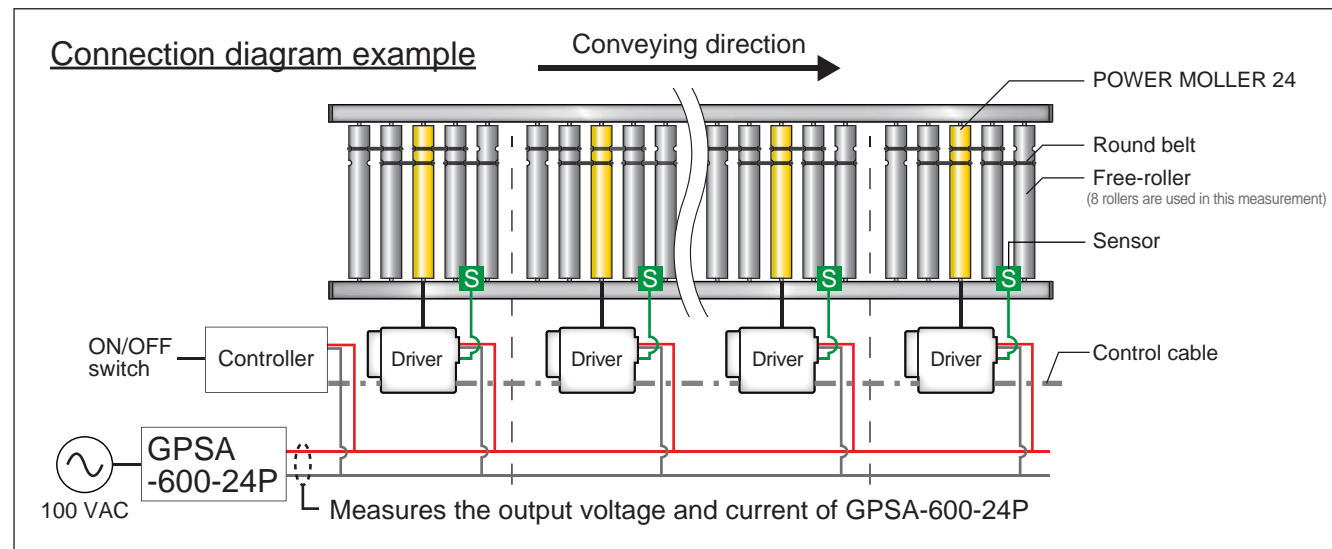 Connection diagram example
Conveying direction
POWER MOLLER 24
Round belt
Free-roller
(8 rollers are used in this measurement)
Sensor
S
S
S
S
ON/OFF
switch
Controller
Driver
Driver
Driver
Driver
Control cable
GPSA
-600-24P
100 VAC
Measures the output voltage and current of GPSA-600-24P